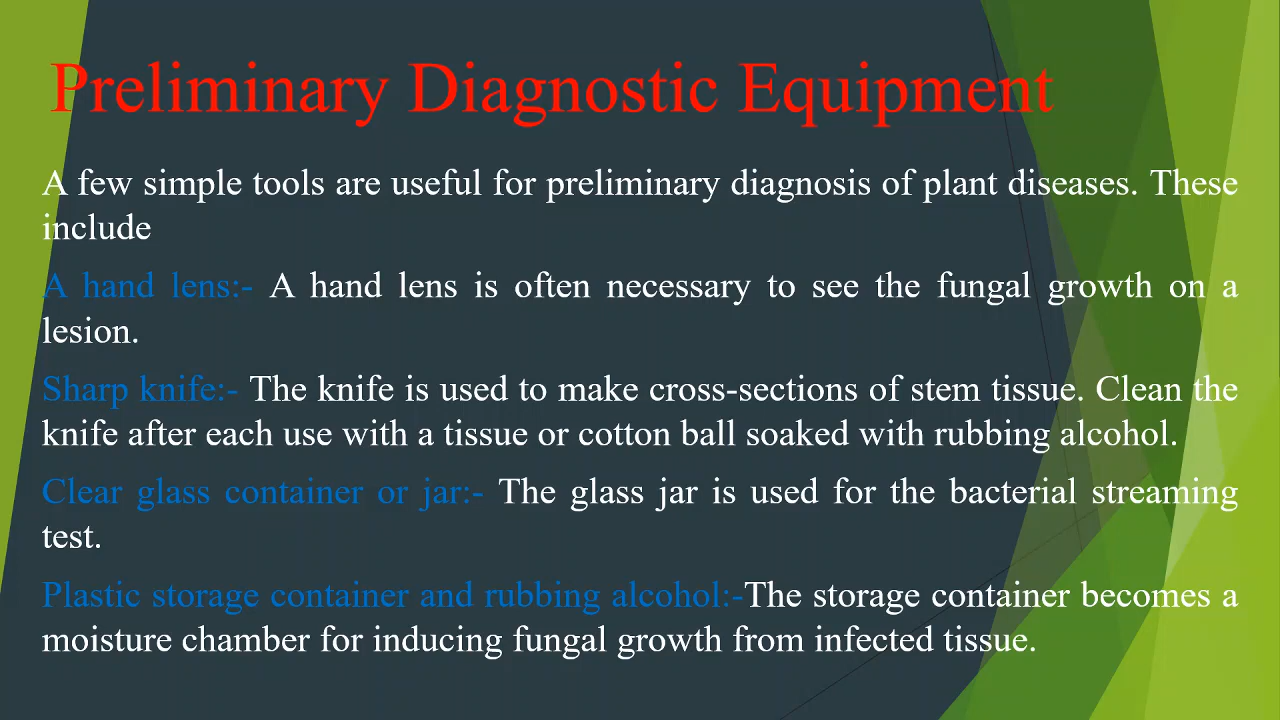 Preliminary Diagnostic Equipment
A few simple tools are useful for preliminary diagnosis of plant diseases. These
include
A hand lens:- A hand lens is often necessary to see the fungal growth on a
lesion.
Sharp knife:- The knife is used to make cross-sections of stem tissue. Clean the
knife after each use with a tissue or cotton ball soaked with rubbing alcohol.
Clear glass container or jar:- The glass jar is used for the bacterial streaming
test.
Plastic storage container and rubbing alcohol:-The storage container becomes a
moisture chamber for inducing fungal growth from infected tissue.